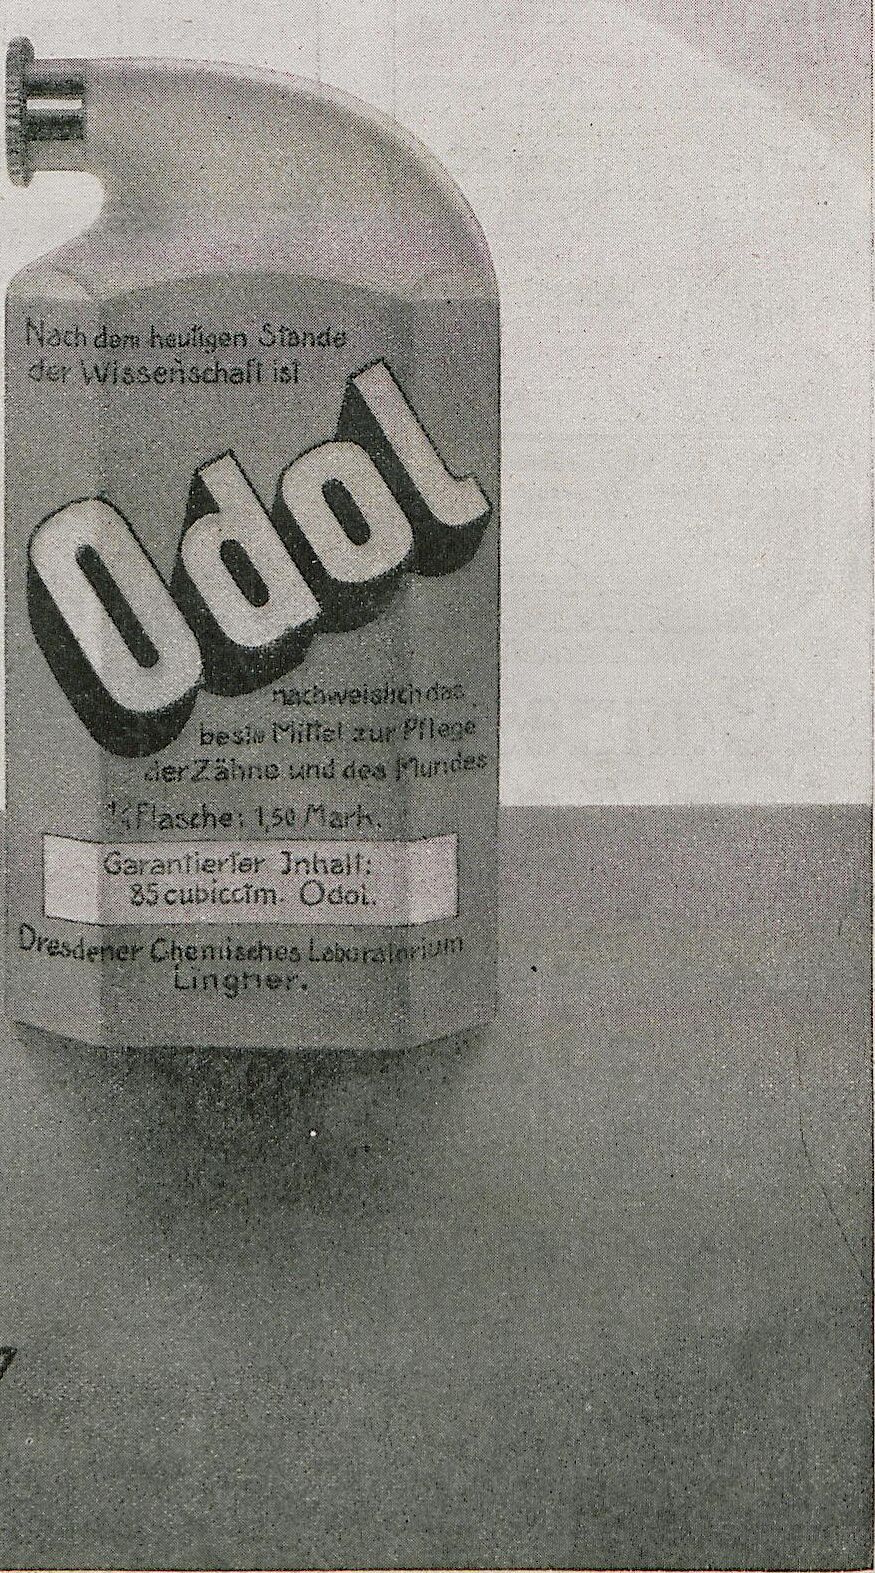 Nach dem heutigen Stande
der Wissenschaft ist
Odol
nachweislich das
beste Mittel zur Pflege
der Zähne und des Mundes
Flasche: 1,50 Mark.
Garantierter Inhalt:
85 cubicctm. Odol.
Dresdener Chemisches Laboratorium
Lingner.